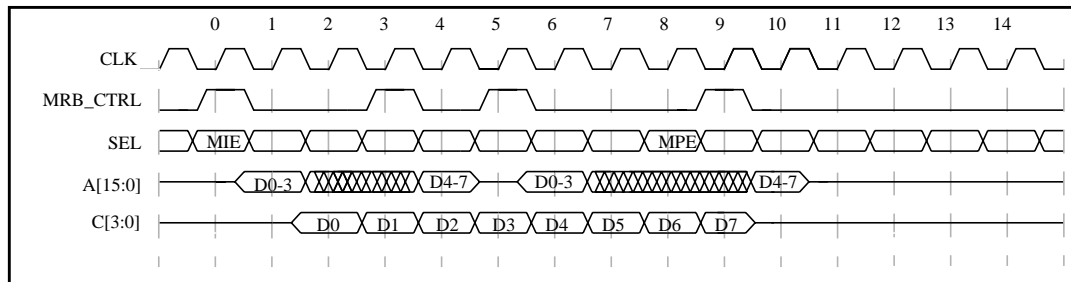 0 1 2 3 4 5 6 7 8 9 10 11 12 13 14
CLK
MRB_CTRL
SEL MIE MPE
A[15:0] D0-3 D4-7 D0-3 D4-7
C[3:0] D0 D1 D2 D3 D4 D5 D6 D7